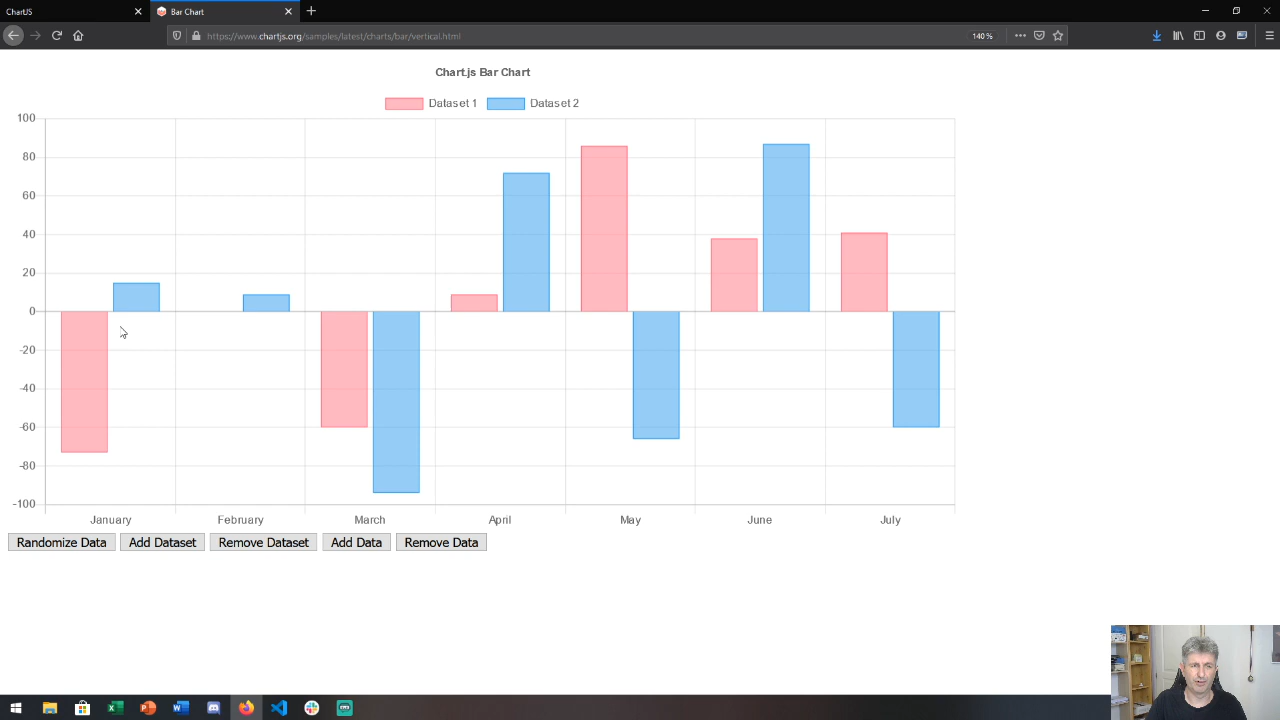 ChartJS
Bar Chart
https://www.chartjs.org/samples/latest/charts/bar/vertical.html
140%
Chart.js Bar Chart
Dataset 1
Dataset 2
100
80
60
40
20
0
-20
-40
-60
-80
-100
January February March April May June July
Randomize Data Add Dataset Remove Dataset Add Data Remove Data